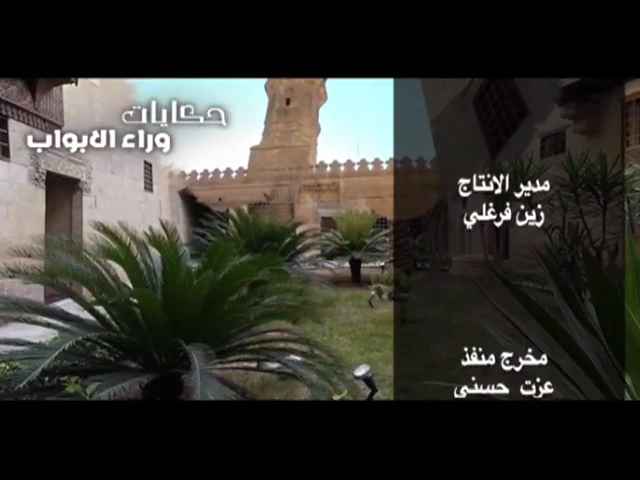 حكايات
وراء الابواب
مدير الانتاج
زين فرغلي
مخرج منفذ
عزت حسني